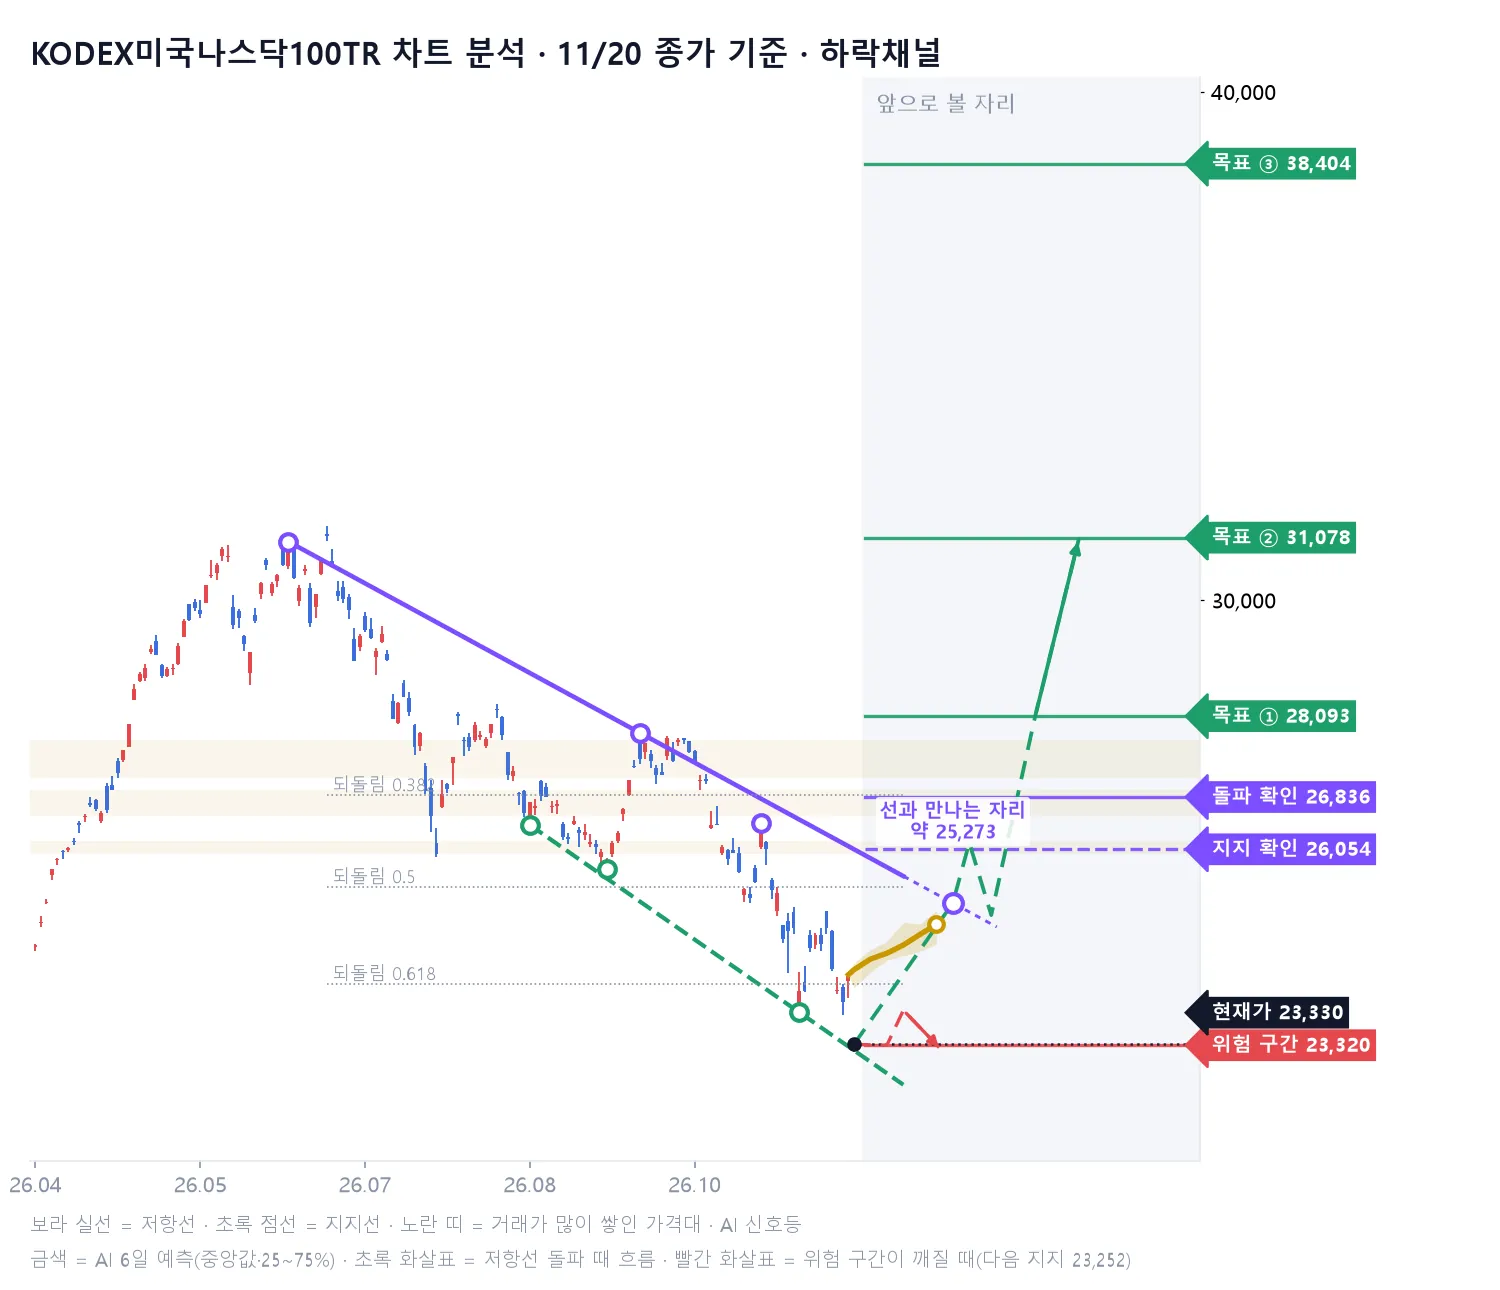 KODEX미국나스닥100TR 차트 분석 · 11/20 종가 기준 · 하락채널
앞으로 볼 자리
40,000
목표 ③ 38,404
목표 ② 31,078
30,000
목표 ① 28,093
되돌림 0.382
돌파 확인 26,836
선과 만나는 자리
약 25,273
지지 확인 26,054
되돌림 0.5
되돌림 0.618
현재가 23,330
위험 구간 23,320
26.04
26.05
26.07
26.08
26.10
보라 실선 = 저항선 · 초록 점선 = 지지선 · 노란 띠 = 거래가 많이 쌓인 가격대 · AI 신호등
금색 = AI 6일 예측(중앙값·25~75%) · 초록 화살표 = 저항선 돌파 때 흐름 · 빨간 화살표 = 위험 구간이 깨질 때(다음 지지 23,252)